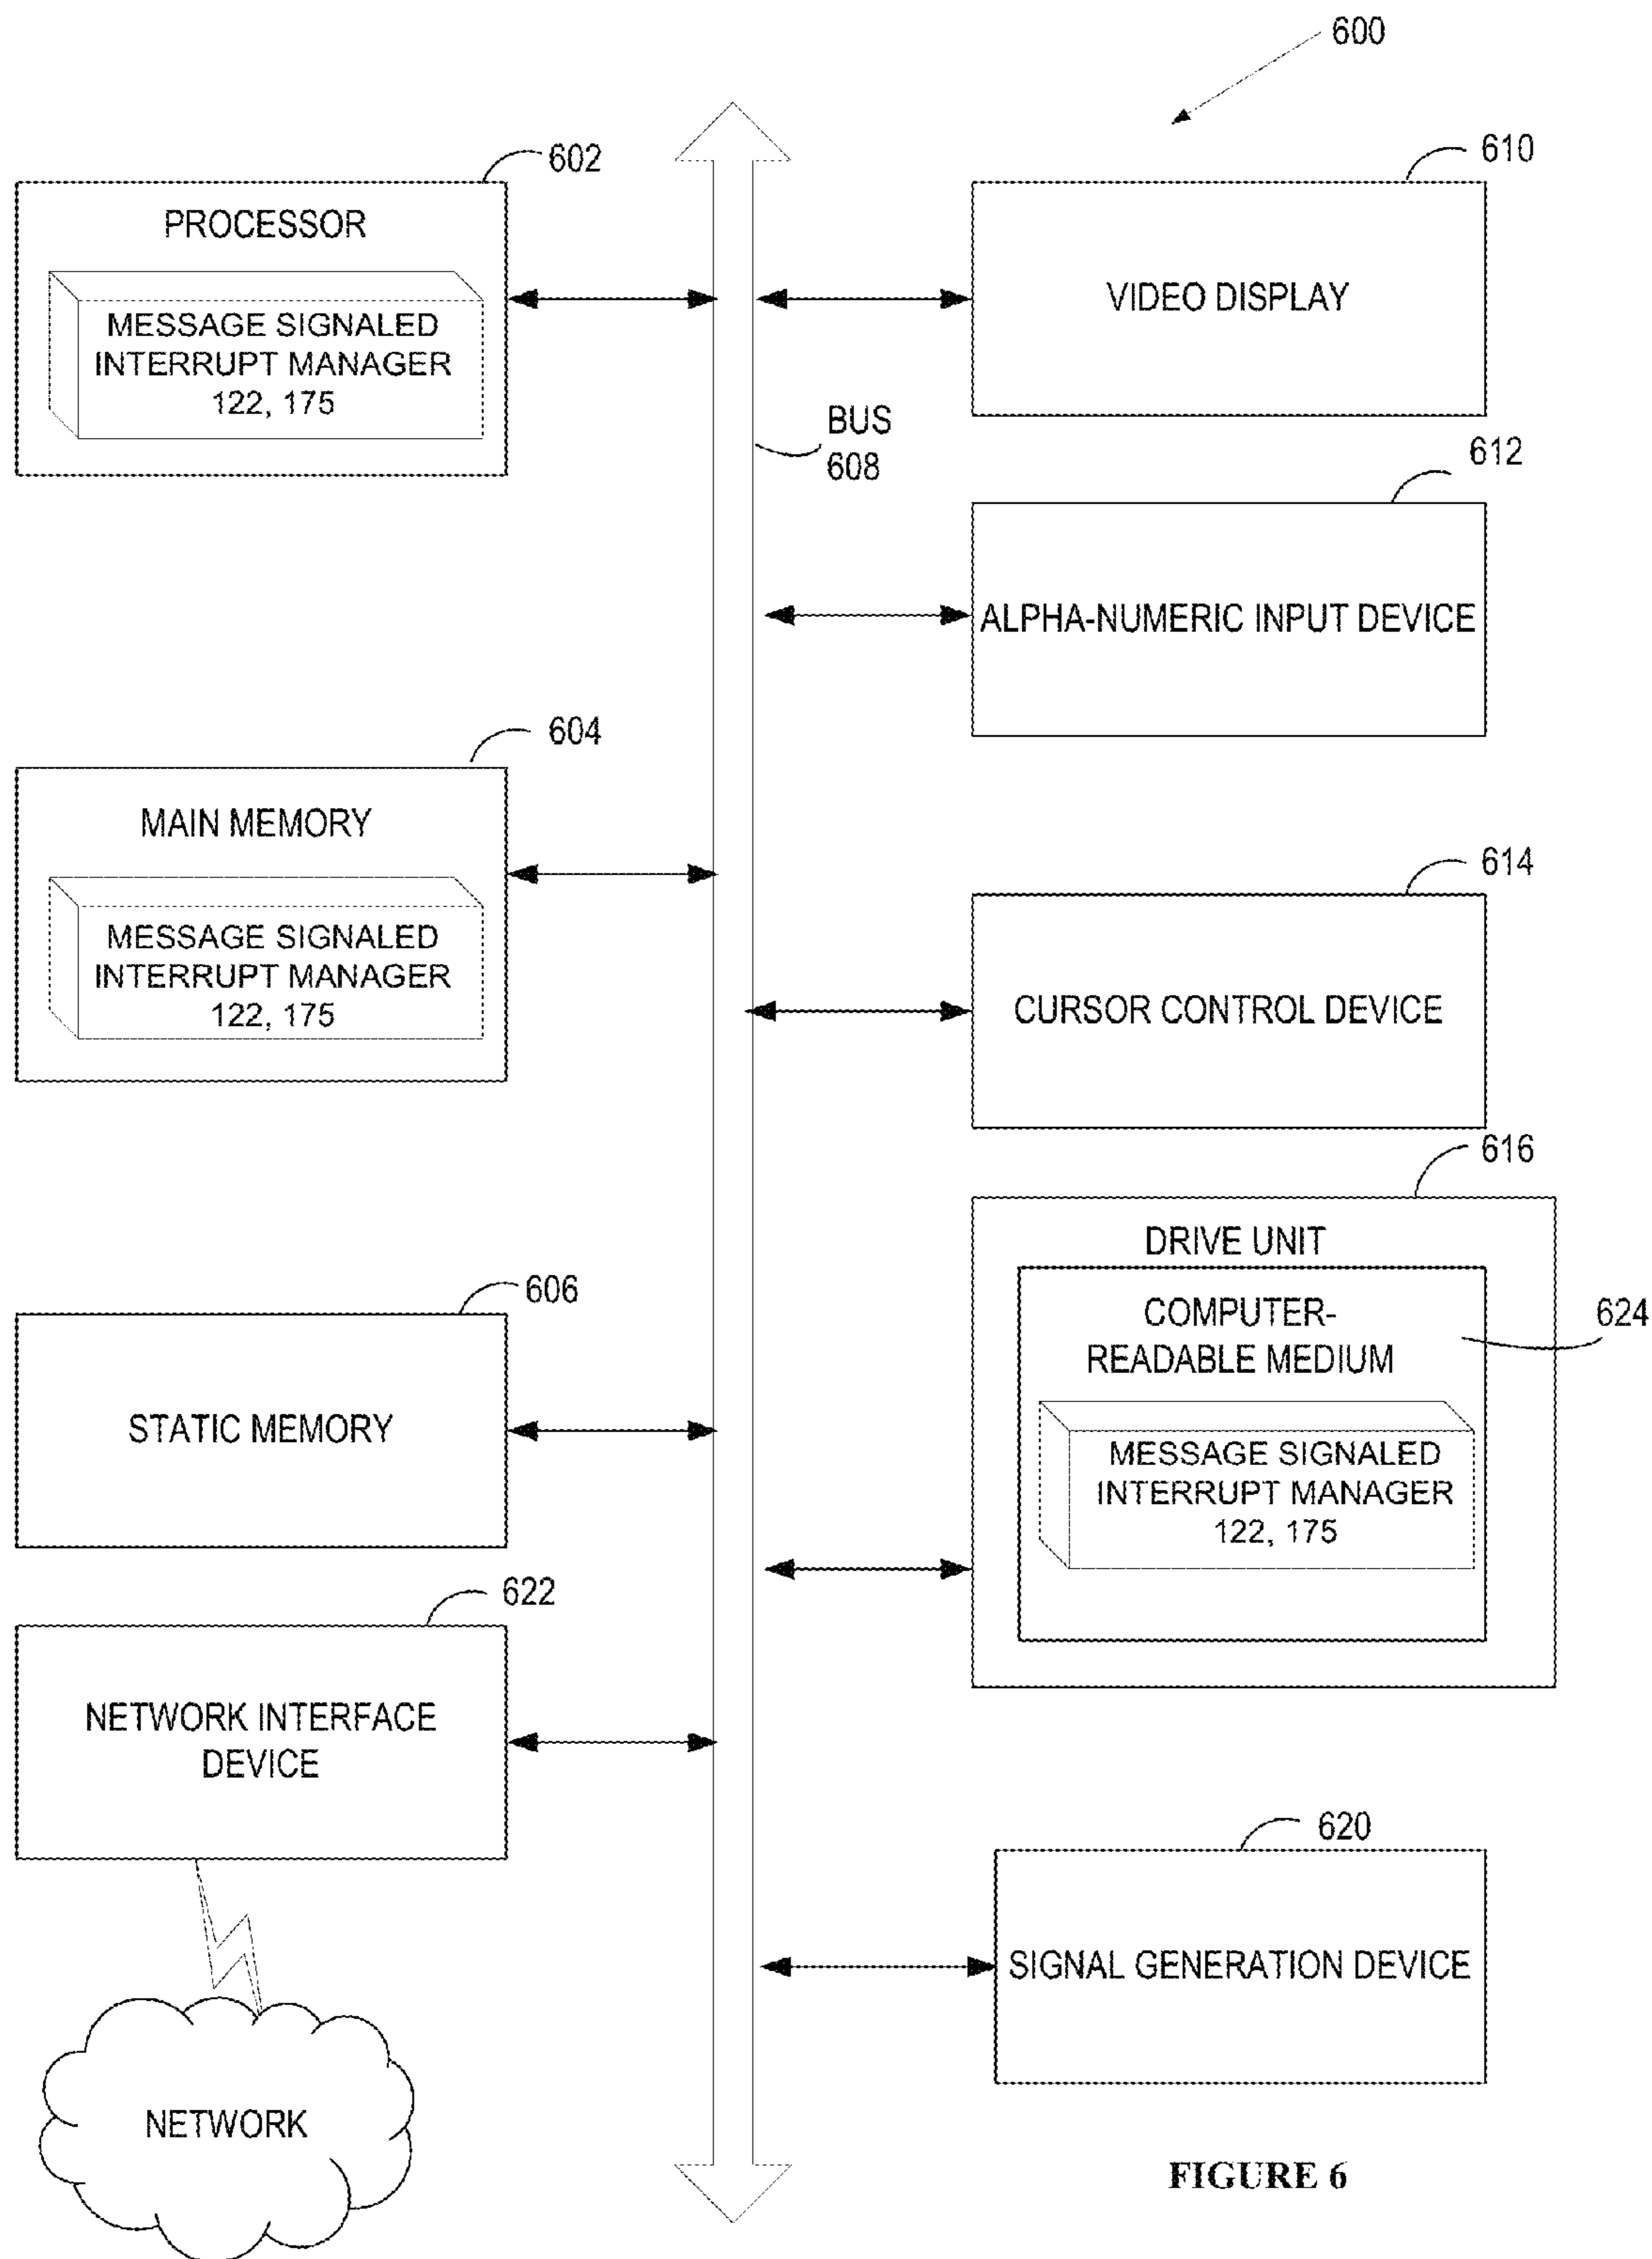 600
602
PROCESSOR
MESSAGE SIGNALED
INTERRUPT MANAGER
122, 175
610
VIDEO DISPLAY
BUS
608
612
ALPHA-NUMERIC INPUT DEVICE
604
MAIN MEMORY
MESSAGE SIGNALED
INTERRUPT MANAGER
122, 175
614
CURSOR CONTROL DEVICE
616
DRIVE UNIT
COMPUTER-
READABLE MEDIUM
624
MESSAGE SIGNALED
INTERRUPT MANAGER
122, 175
606
STATIC MEMORY
622
NETWORK INTERFACE
DEVICE
620
SIGNAL GENERATION DEVICE
NETWORK
FIGURE 6